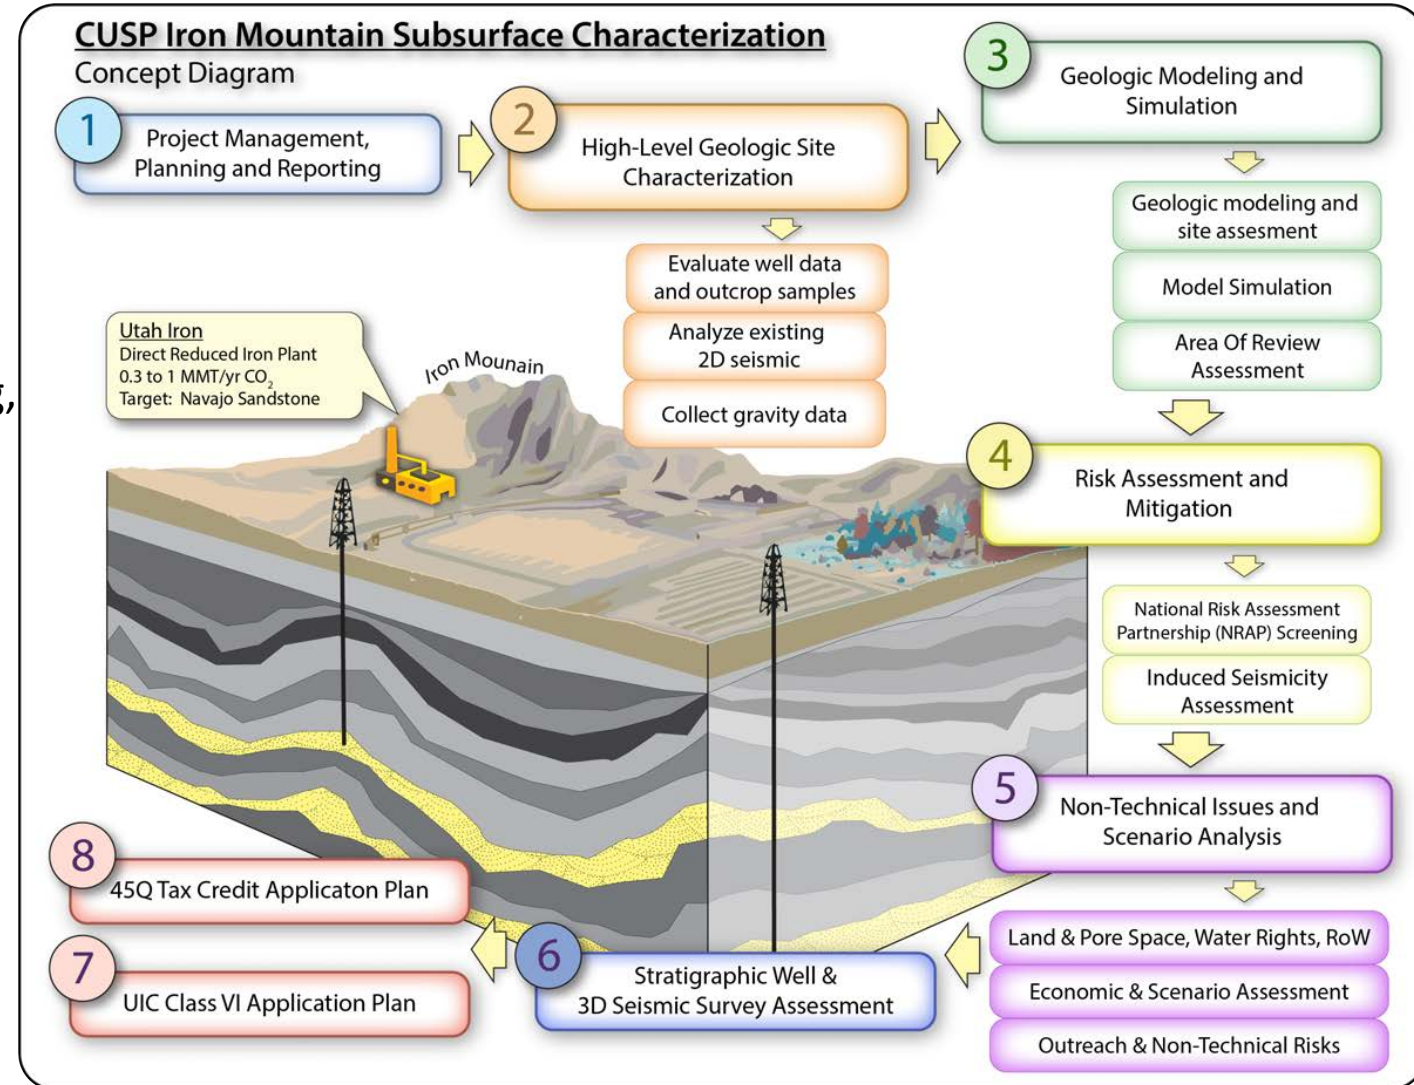 CUSP Iron Mountain Subsurface Characterization
Concept Diagram
1
Project Management,
Planning and Reporting
2
High-Level Geologic Site
Characterization
Evaluate well data
and outcrop samples
Analyze existing
2D seismic
Collect gravity data
3
Geologic Modeling and
Simulation
Geologic modeling and
site assesment
Model Simulation
Area Of Review
Assessment
Utah Iron
Direct Reduced Iron Plant
0.3 to 1 MMT/yr CO₂
Target: Navajo Sandstone
Iron Mounain
4
Risk Assessment and
Mitigation
National Risk Assessment
Partnership (NRAP) Screening
Induced Seismicity
Assessment
5
Non-Technical Issues and
Scenario Analysis
Land & Pore Space, Water Rights, RoW
Economic & Scenario Assessment
Outreach & Non-Technical Risks
6
Stratigraphic Well &
3D Seismic Survey Assessment
7
UIC Class VI Application Plan
8
45Q Tax Credit Applicaton Plan